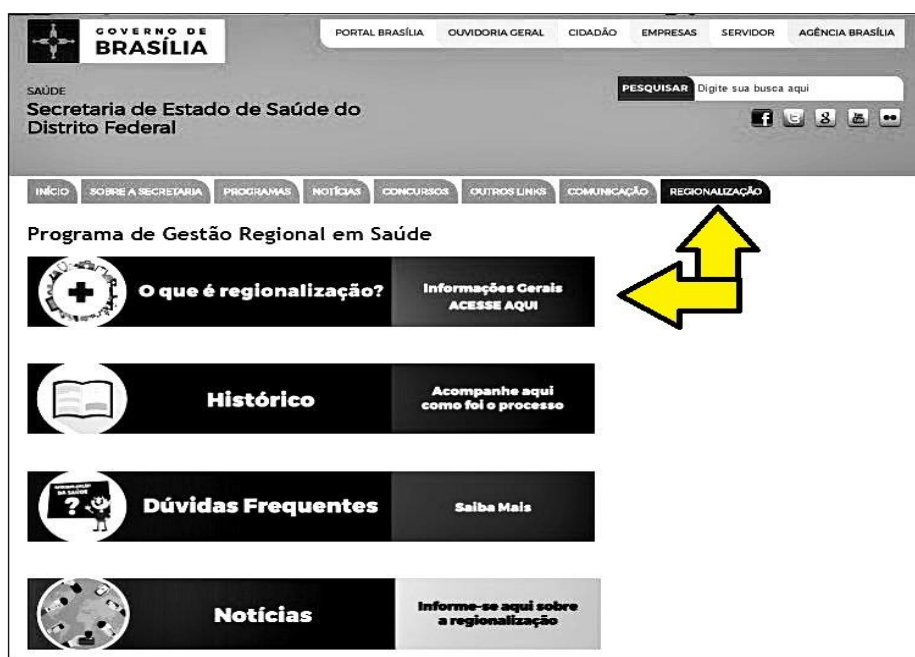 GOVERNO DE
BRASÍLIA
PORTAL BRASÍLIA OUVIDORIA GERAL CIDADÃO EMPRESAS SERVIDOR AGÊNCIA BRASÍLIA
SAÚDE
Secretaria de Estado de Saúde do
Distrito Federal
PESQUISAR Digite sua busca aqui
INÍCIO SOBRE A SECRETARIA PROGRAMAS NOTÍCIAS CONCURSOS OUTROS LINKS COMUNICAÇÃO REGIONALIZAÇÃO
Programa de Gestão Regional em Saúde
O que é regionalização?
Informações Gerais
ACESSE AQUI
Histórico
Acompanhe aqui
como foi o processo
Dúvidas Frequentes
Saiba Mais
Notícias
Informe-se aqui sobre
a regionalização